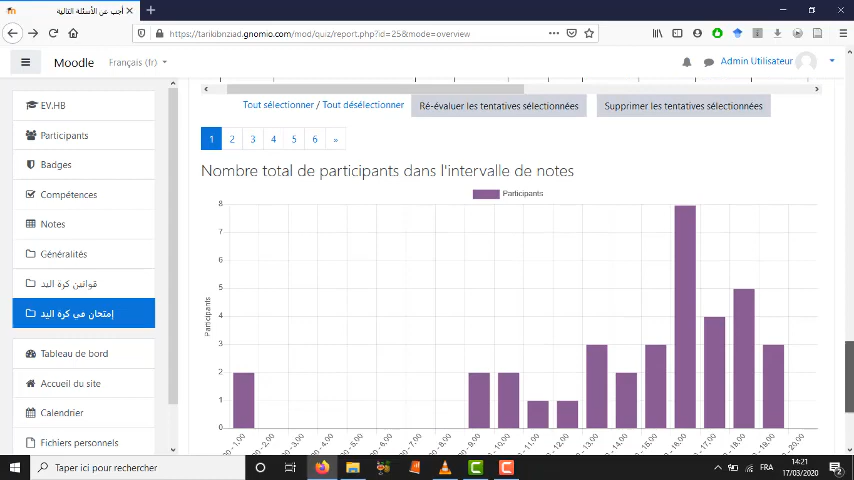 أجب عن الأسئلة التالية
https://tarikibnziad.gnomio.com/mod/quiz/report.php?id=25&mode=overview
Moodle Français (fr) Admin Utilisateur
EV.HB
Participants
Badges
Compétences
Notes
Généralités
قوانين كرة اليد
إمتحان في كرة اليد
Tableau de bord
Accueil du site
Calendrier
Fichiers personnels
Tout sélectionner / Tout désélectionner Ré-évaluer les tentatives sélectionnées Supprimer les tentatives sélectionnées
1 2 3 4 5 6 »
Nombre total de participants dans l'intervalle de notes
Participants
8
7
6
5
4
3
2
1
0
Participants
Taper ici pour rechercher
FRA
14:21
17/03/2020
2